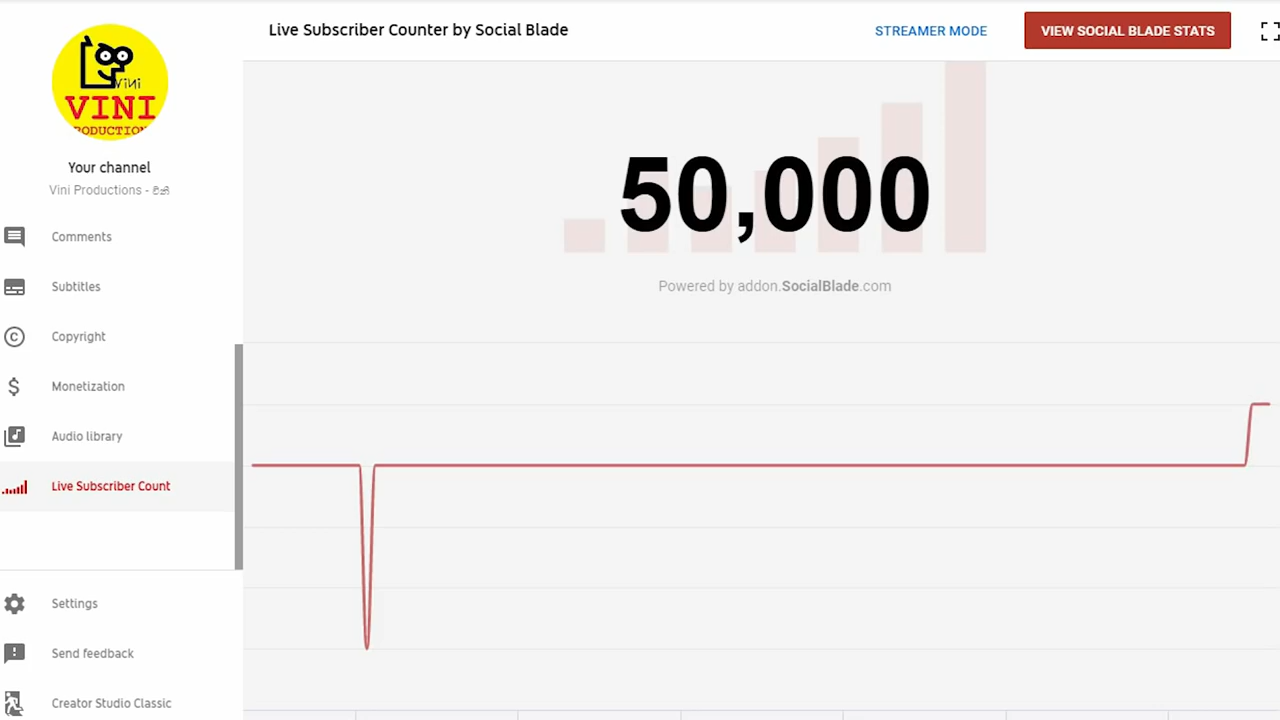 Live Subscriber Counter by Social Blade
STREAMER MODE
VIEW SOCIAL BLADE STATS
Vini
VINI
PRODUCTION
Your channel
Vini Productions - විනි
Comments
Subtitles
Copyright
Monetization
Audio library
Live Subscriber Count
Settings
Send feedback
Creator Studio Classic
50,000
Powered by addon.SocialBlade.com